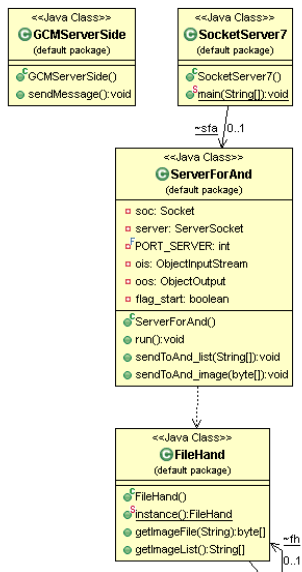 <<Java Class>>
GCMServerSide
(default package)
GCMServerSide()
sendMessage():void
<<Java Class>>
SocketServer7
(default package)
SocketServer7()
main(String[]):void
~sfa
0..1
<<Java Class>>
ServerForAnd
(default package)
soc: Socket
server: ServerSocket
PORT_SERVER: int
ois: ObjectInputStream
oos: ObjectOutput
flag_start: boolean
ServerForAnd()
run():void
sendToAnd_list(String[]):void
sendToAnd_image(byte[]):void
<<Java Class>>
FileHand
(default package)
FileHand()
instance():FileHand
getImageFile(String):byte[]
getImageList():String[]
~fh
0..1